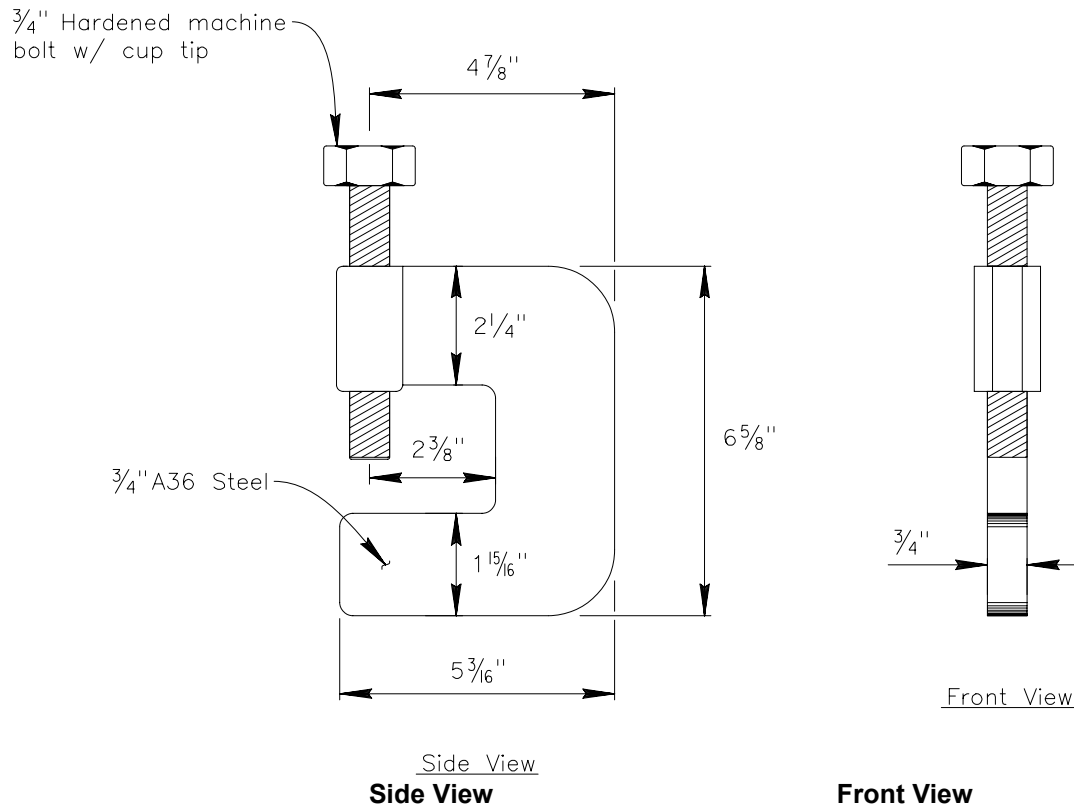 ¾" Hardened machine
bolt w/ cup tip
4⅞"
2¼"
2⅜"
6⅝"
¾"A36 Steel
1 15/16"
¾"
5 3/16"
Front View
Side View
Side View
Front View